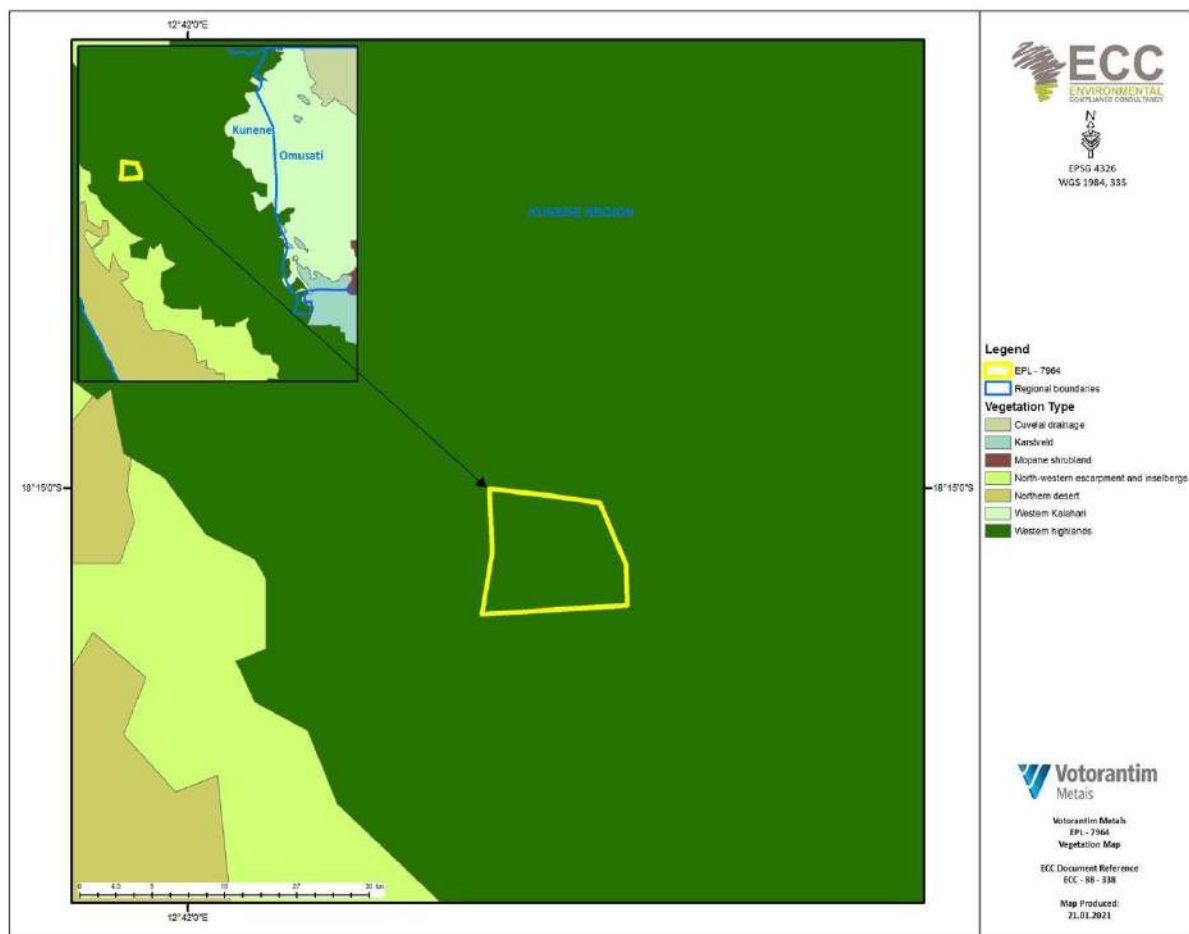 12°42'0"E
Kunene
Omusati
KUNENE REGION
18°15'0"S
18°15'0"S
12°42'0"E
ECC
ENVIRONMENTAL
COMPLIANCE CONSULTANCY
N
EPSG 4326
WGS 1984, 33S
Legend
EPL - 7964
Regional boundaries
Vegetation Type
Cuvelai drainage
Karstveld
Mopane shrubland
North-western escarpment and inselbergs
Northern desert
Western Kalahari
Western highlands
Votorantim
Metais
Votorantim Metals
EPL - 7964
Vegetation Map
ECC Document Reference
ECC - 88 - 338
Map Produced:
21.01.2021